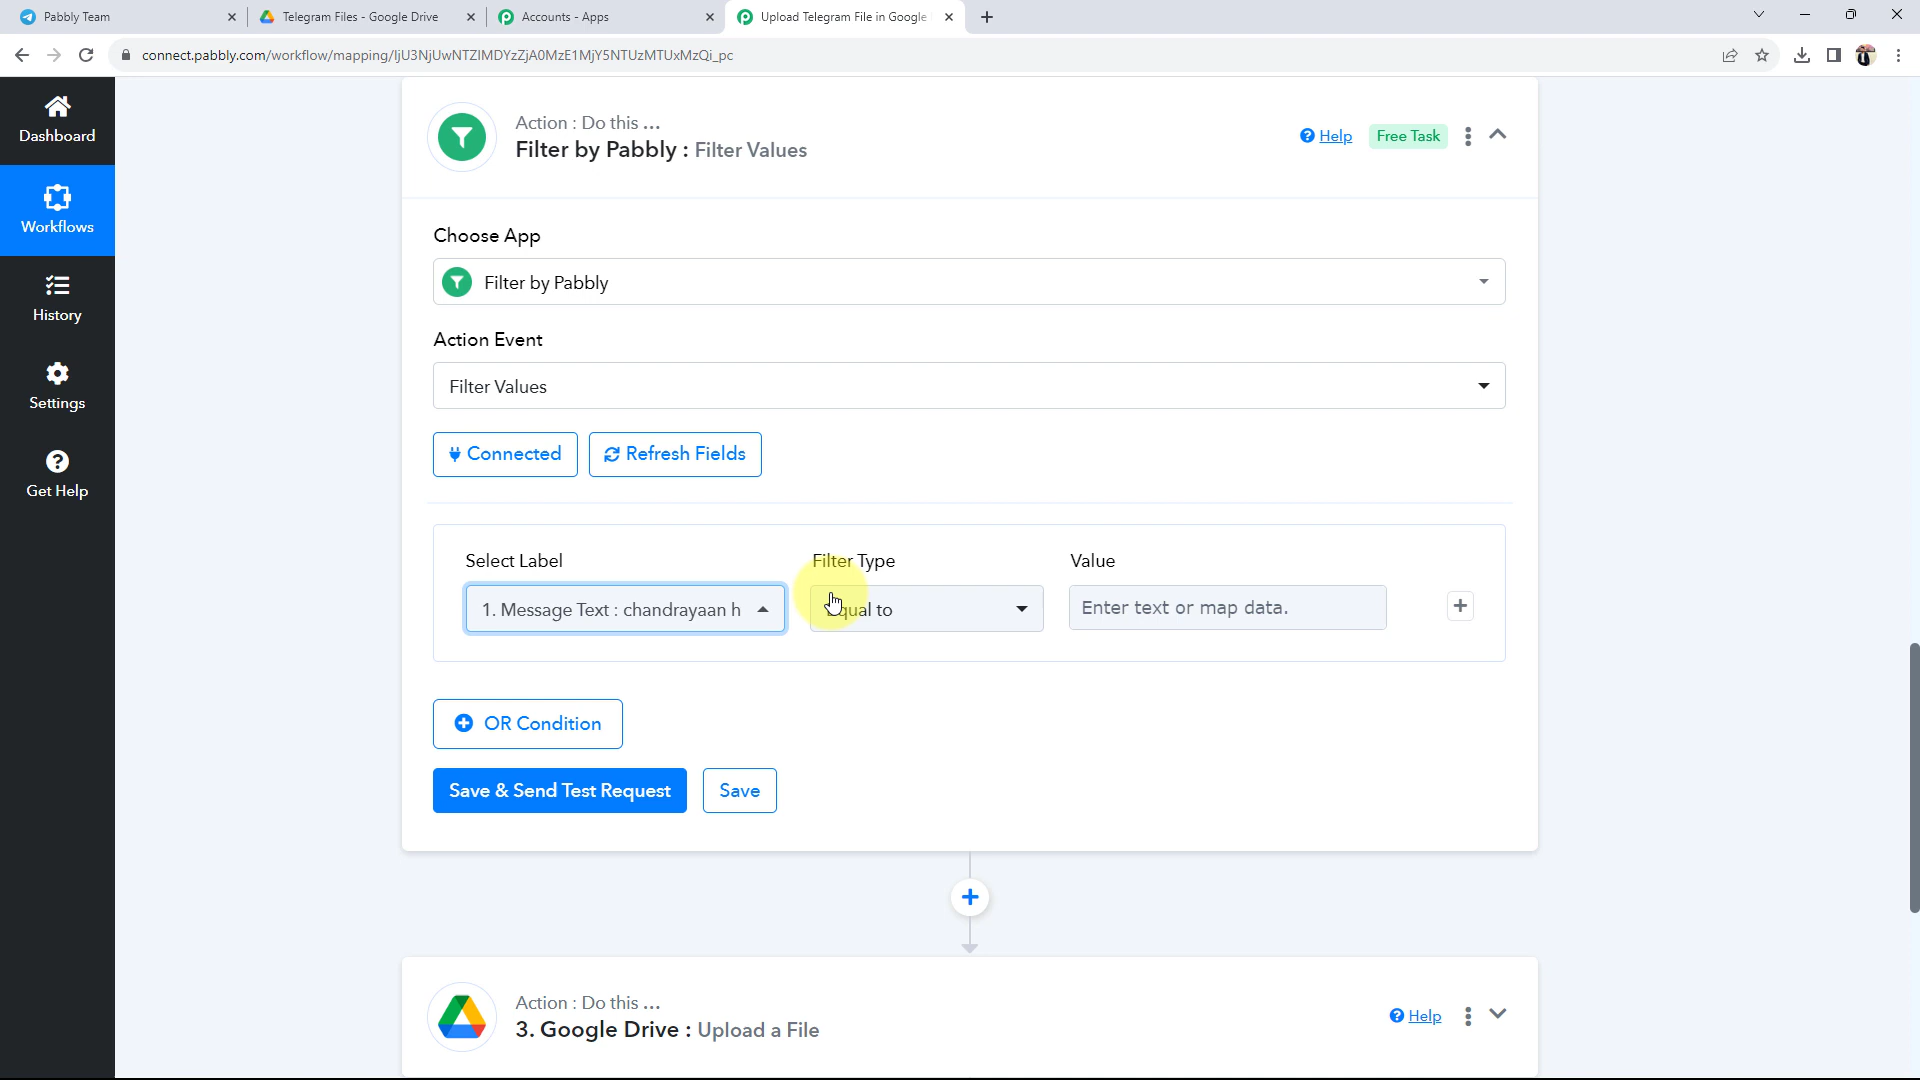 Pabbly Team
Telegram Files - Google Drive
Accounts - Apps
Upload Telegram File in Google
connect.pabbly.com/workflow/mapping/IjU3NjUwNTZlMDYzZjA0MzE1MjY5NTUzMTUxMzQi_pc
Dashboard
Workflows
History
Settings
Get Help
Action : Do this ...
Filter by Pabbly : Filter Values
Help
Free Task
Choose App
Filter by Pabbly
Action Event
Filter Values
Connected
Refresh Fields
Select Label
Filter Type
Value
1. Message Text : chandrayaan h
Equal to
Enter text or map data.
OR Condition
Save & Send Test Request
Save
Action : Do this ...
3. Google Drive : Upload a File
Help